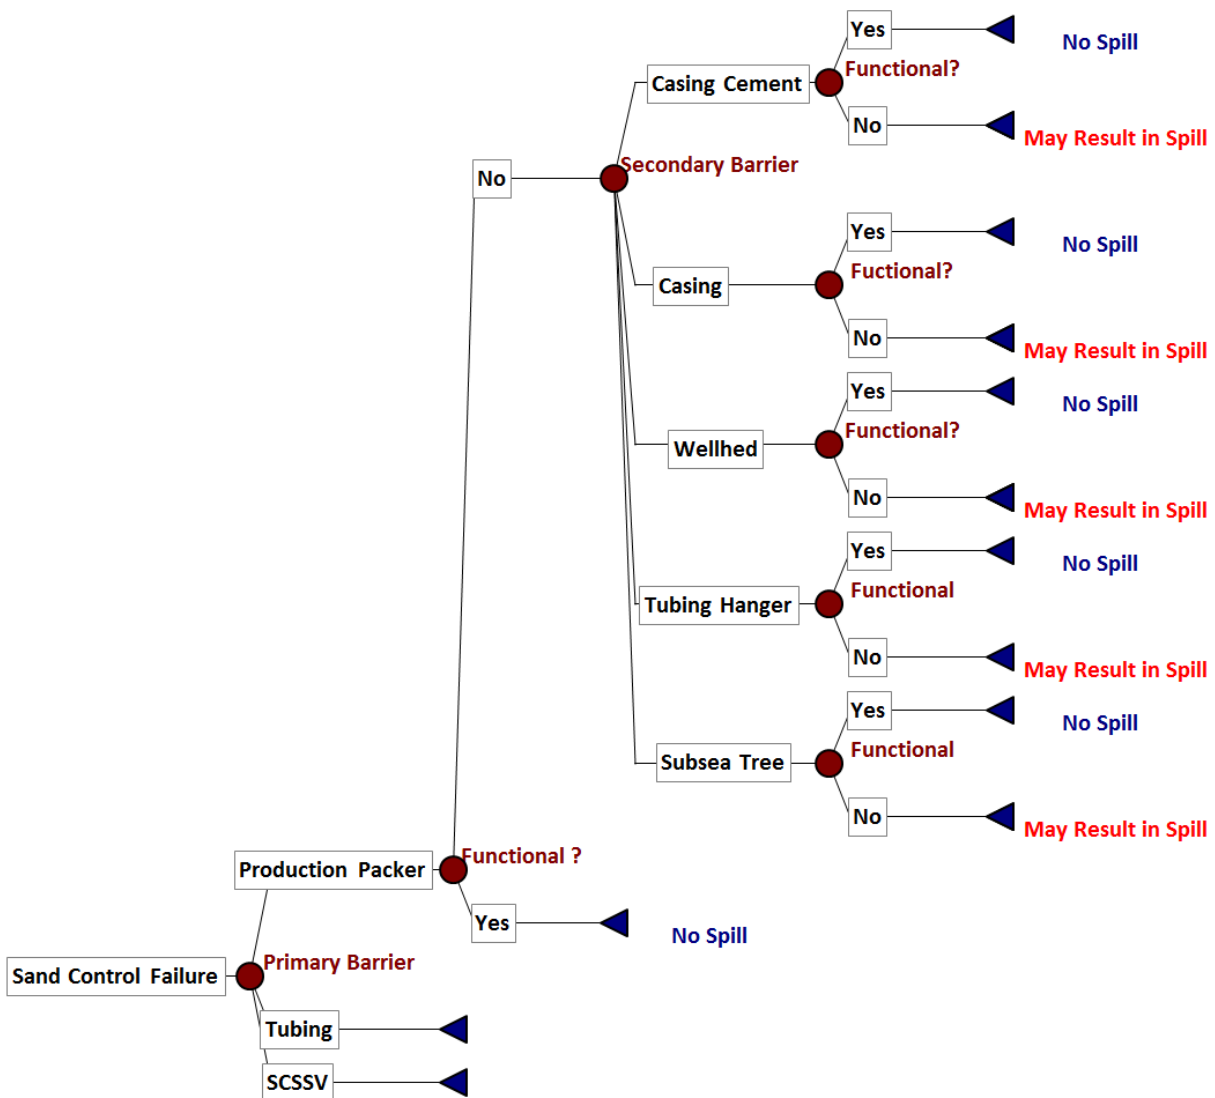 Yes
No Spill
Functional?
Casing Cement
No
May Result in Spill
No
Secondary Barrier
Yes
No Spill
Fuctional?
Casing
No
May Result in Spill
Yes
No Spill
Functional?
Wellhed
No
May Result in Spill
Yes
No Spill
Functional
Tubing Hanger
No
May Result in Spill
Yes
No Spill
Functional
Subsea Tree
No
May Result in Spill
Functional ?
Production Packer
Yes
No Spill
Primary Barrier
Sand Control Failure
Tubing
SCSSV